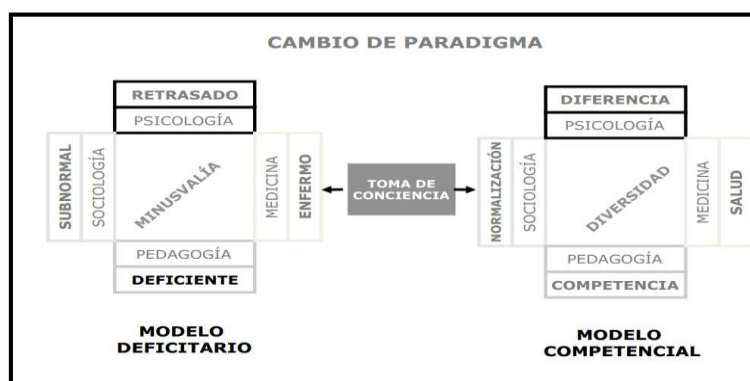 CAMBIO DE PARADIGMA
RETRASADO
PSICOLOGÍA
SUBNORMAL
SOCIOLOGÍA
MINUSVALÍA
MEDICINA
ENFERMO
PEDAGOGÍA
DEFICIENTE
MODELO
DEFICITARIO
TOMA DE
CONCIENCIA
DIFERENCIA
PSICOLOGÍA
NORMALIZACIÓN
SOCIOLOGÍA
DIVERSIDAD
MEDICINA
SALUD
PEDAGOGÍA
COMPETENCIA
MODELO
COMPETENCIAL